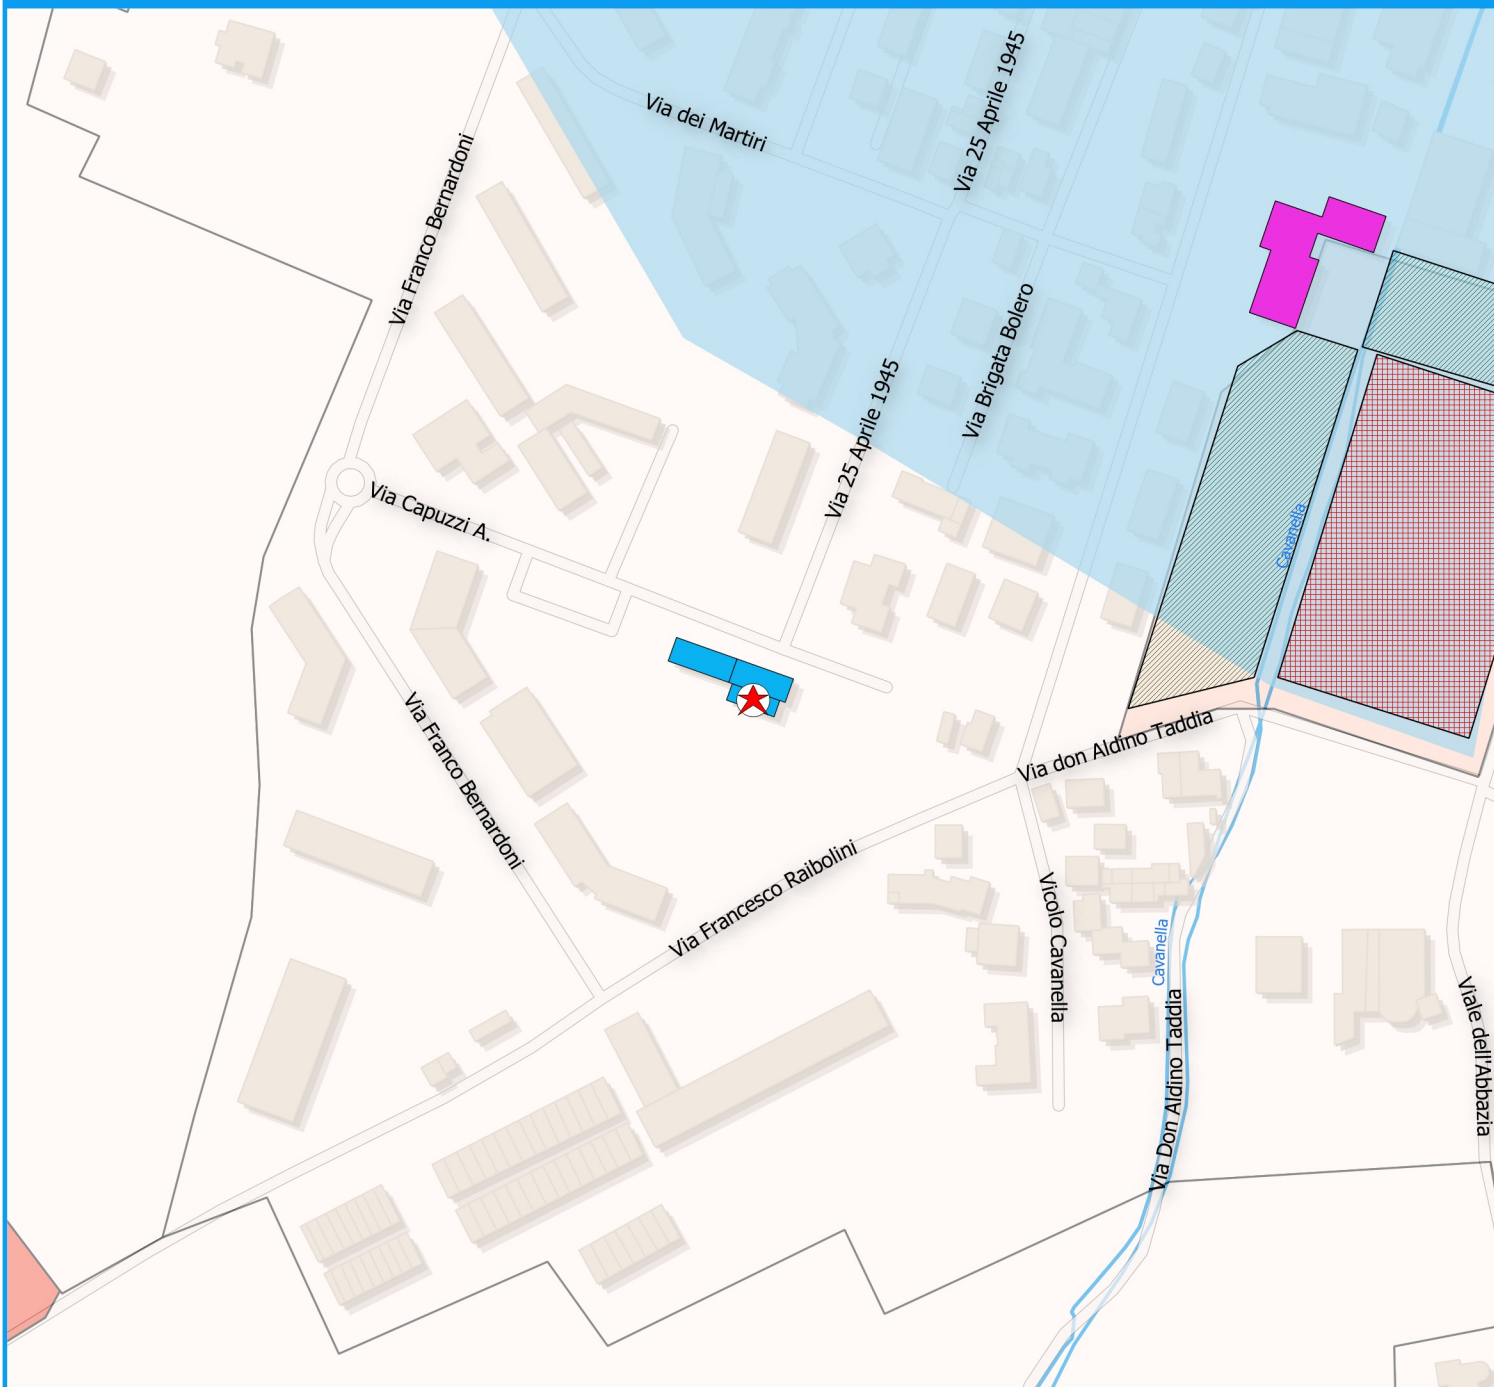 Via 25 Aprile 1945
Via dei Martiri
Via Franco Bernardoni
Via Brigata Bolero
Via 25 Aprile 1945
Via Capuzzi A.
Cavanella
Via Franco Bernardoni
Via don Aldino Taddia
Via Francesco Raibolini
Vicolo Cavanella
Cavanella
Via Don Aldino Taddia
Viale dell'Abbazia